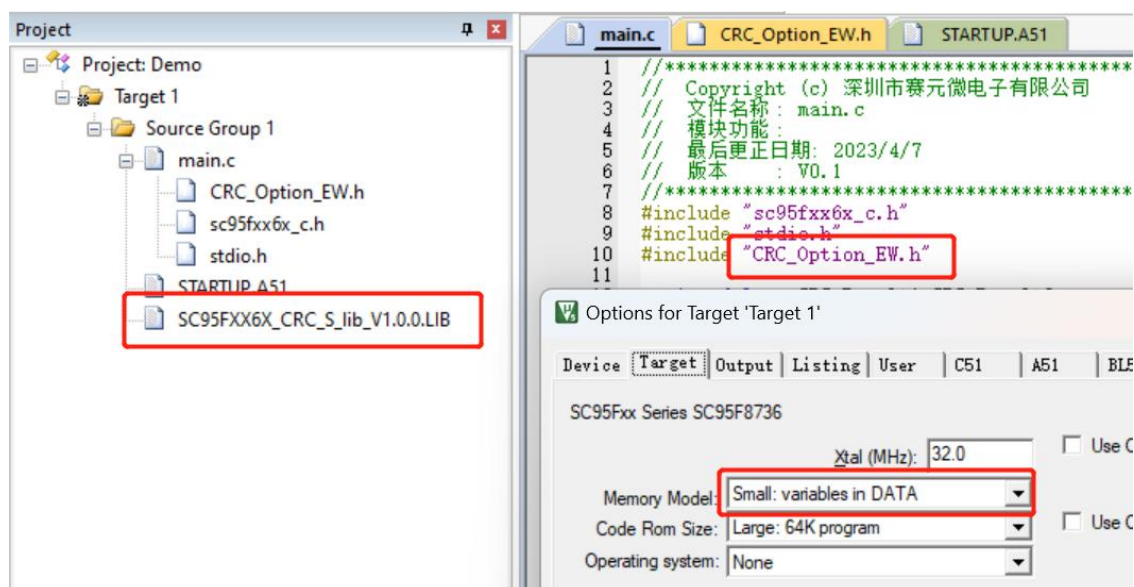 Project
Project: Demo
Target 1
Source Group 1
main.c
CRC_Option_EW.h
sc95fxx6x_c.h
stdio.h
STARTUP.A51
SC95FXX6X_CRC_S_lib_V1.0.0.LIB
main.c CRC_Option_EW.h STARTUP.A51
1 //*******************************************
2 // Copyright (c) 深圳市赛元微电子有限公司
3 // 文件名称: main.c
4 // 模块功能:
5 // 最后更正日期: 2023/4/7
6 // 版本 : V0.1
7 //*******************************************
8 #include "sc95fxx6x_c.h"
9 #include "stdio.h"
10 #include "CRC_Option_EW.h"
11
Options for Target 'Target 1'
Device Target Output Listing User C51 A51
SC95Fxx Series SC95F8736
Xtal (MHz): 32.0 Use
Memory Model: Small: variables in DATA
Code Rom Size: Large: 64K program Use
Operating system: None